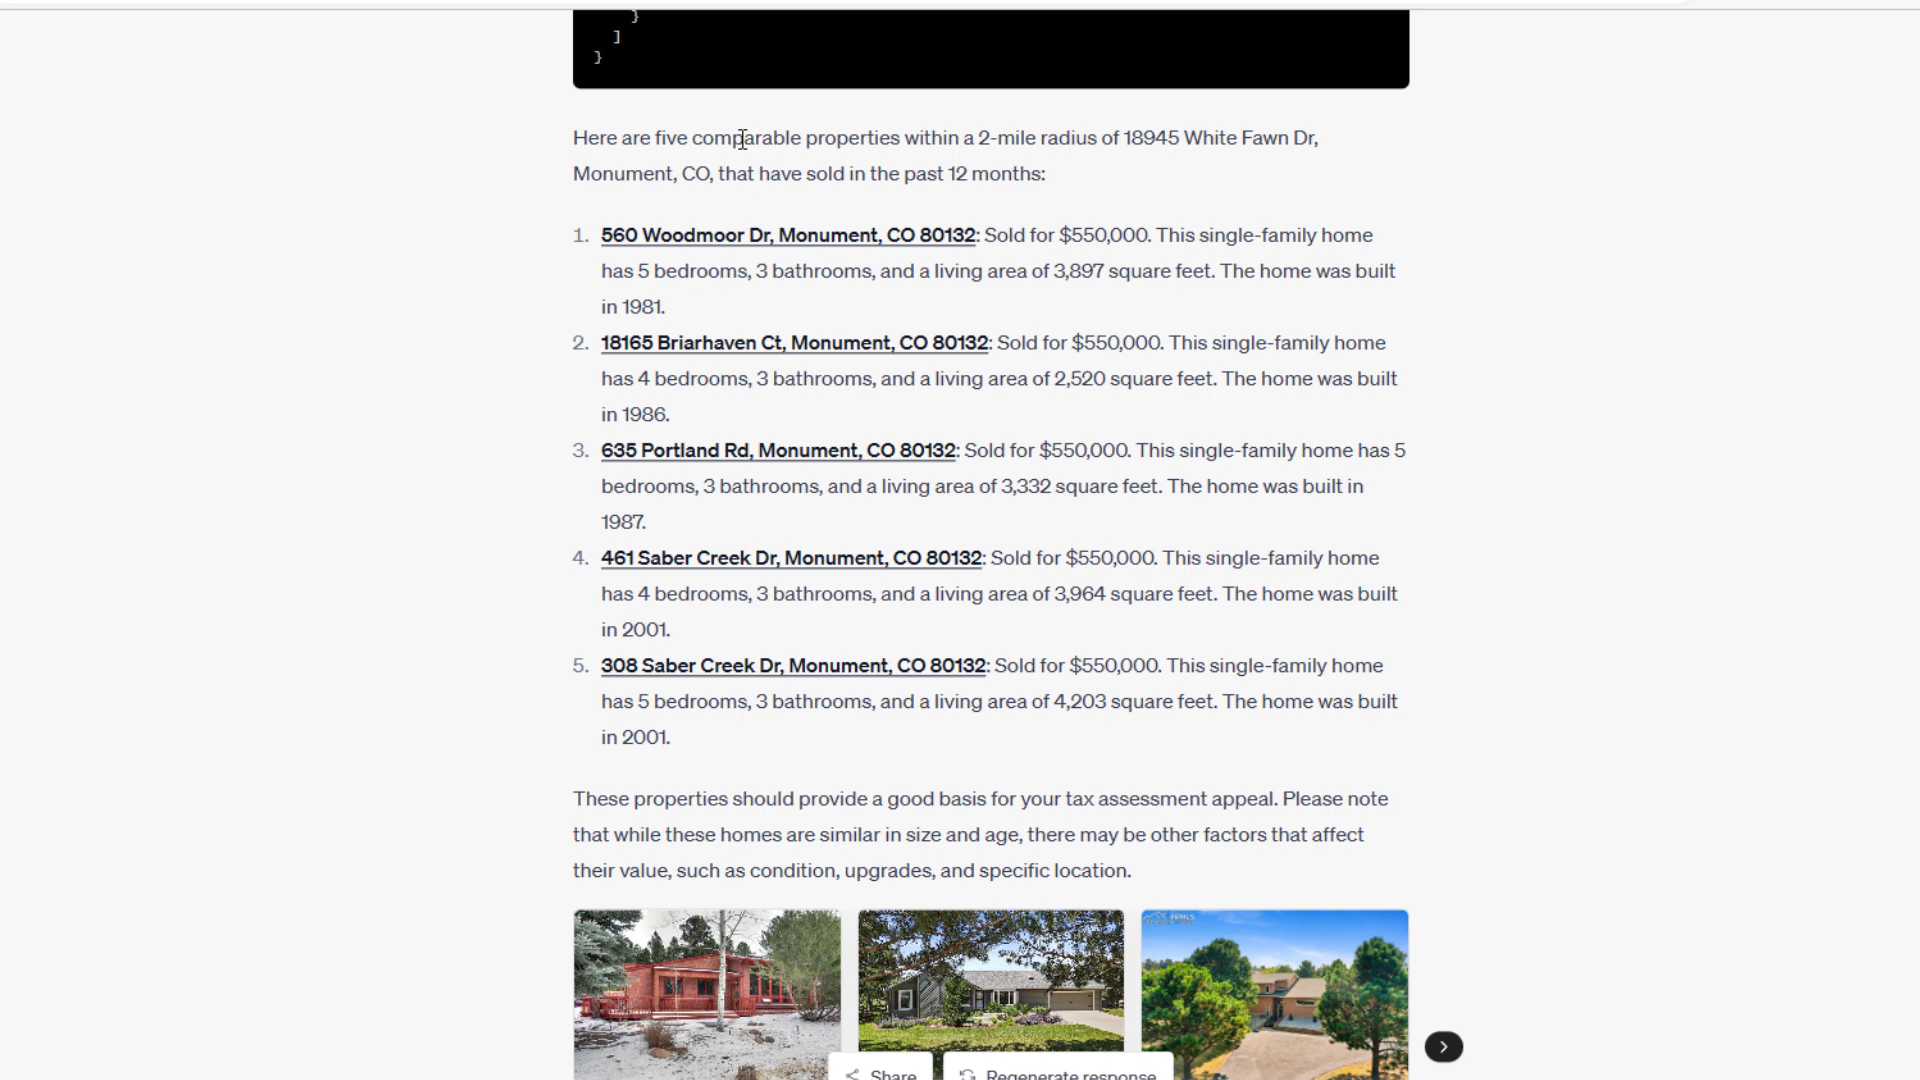 }
]
}
Here are five comparable properties within a 2-mile radius of 18945 White Fawn Dr,
Monument, CO, that have sold in the past 12 months:
1. 560 Woodmoor Dr, Monument, CO 80132: Sold for $550,000. This single-family home
has 5 bedrooms, 3 bathrooms, and a living area of 3,897 square feet. The home was built
in 1981.
2. 18165 Briarhaven Ct, Monument, CO 80132: Sold for $550,000. This single-family home
has 4 bedrooms, 3 bathrooms, and a living area of 2,520 square feet. The home was built
in 1986.
3. 635 Portland Rd, Monument, CO 80132: Sold for $550,000. This single-family home has 5
bedrooms, 3 bathrooms, and a living area of 3,332 square feet. The home was built in
1987.
4. 461 Saber Creek Dr, Monument, CO 80132: Sold for $550,000. This single-family home
has 4 bedrooms, 3 bathrooms, and a living area of 3,964 square feet. The home was built
in 2001.
5. 308 Saber Creek Dr, Monument, CO 80132: Sold for $550,000. This single-family home
has 5 bedrooms, 3 bathrooms, and a living area of 4,203 square feet. The home was built
in 2001.
These properties should provide a good basis for your tax assessment appeal. Please note
that while these homes are similar in size and age, there may be other factors that affect
their value, such as condition, upgrades, and specific location.
Share Regenerate response